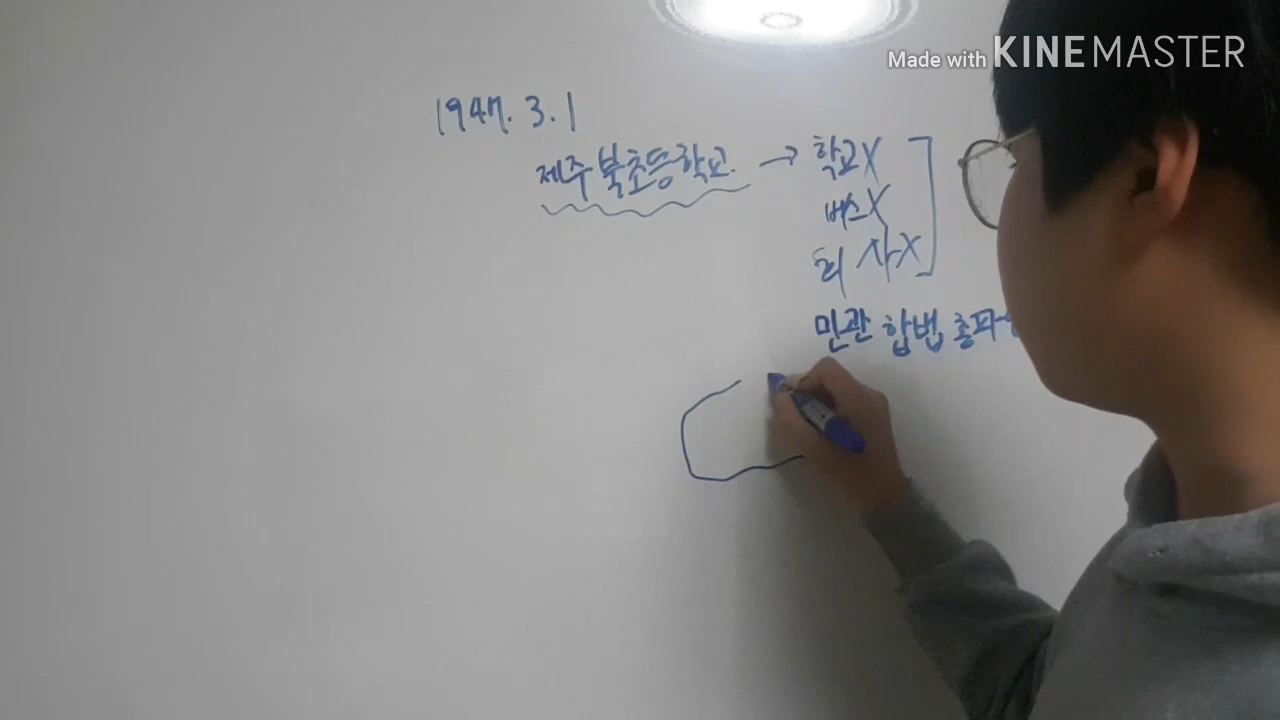 Made with KINEMASTER
1947. 3. 1
제주북초등학교. → 학교X
버스X
회사X
민관 합법 총파